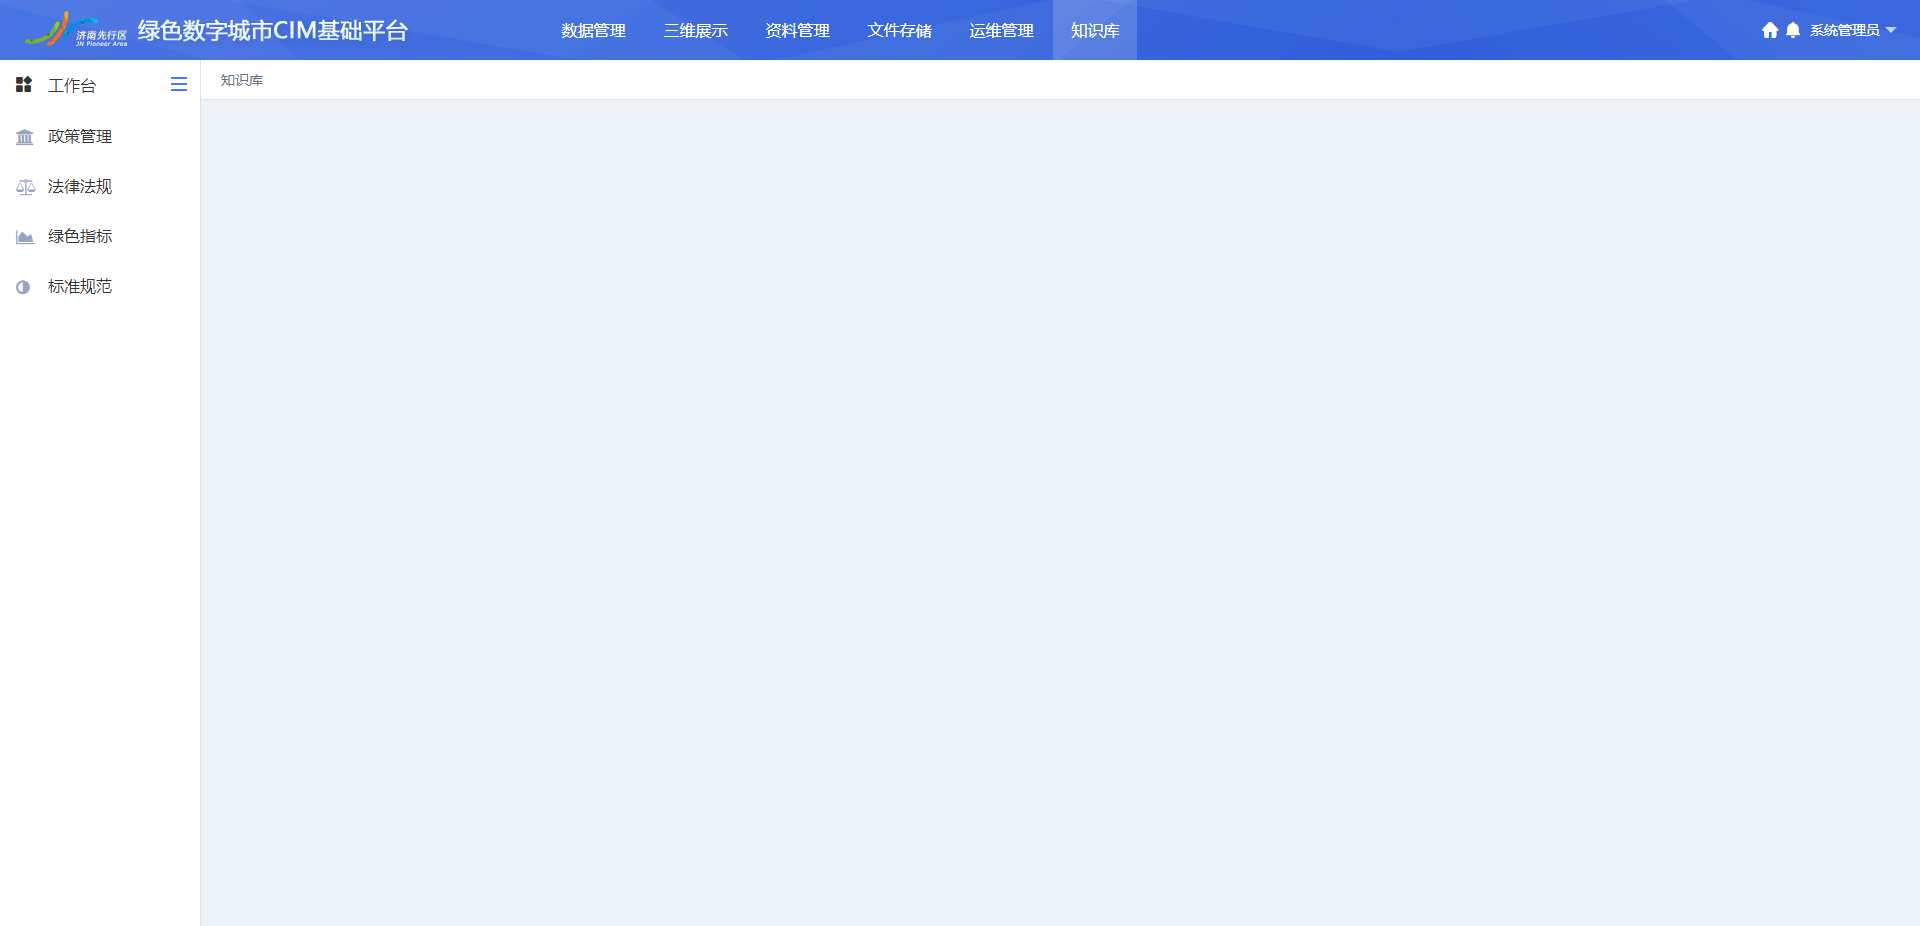 济南先行区
JN Pioneer Area
绿色数字城市CIM基础平台
数据管理
三维展示
资料管理
文件存储
运维管理
知识库
系统管理员
工作台
知识库
政策管理
法律法规
绿色指标
标准规范